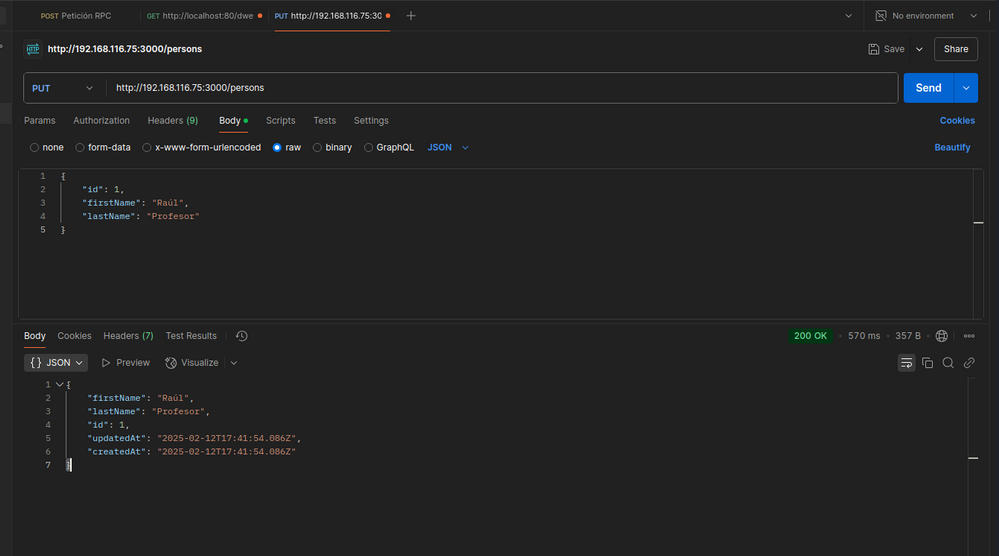 POST Petición RPC GET http://localhost:80/dwe PUT http://192.168.116.75:30 No environment
HTTP http://192.168.116.75:3000/persons Save Share
PUT http://192.168.116.75:3000/persons Send
Params Authorization Headers (9) Body Scripts Tests Settings Cookies
none form-data x-www-form-urlencoded raw binary GraphQL JSON Beautify
1 {
2 "id": 1,
3 "firstName": "Raúl",
4 "lastName": "Profesor"
5 }
Body Cookies Headers (7) Test Results 200 OK 570 ms 357 B
{} JSON Preview Visualize
1 {
2 "firstName": "Raúl",
3 "lastName": "Profesor",
4 "id": 1,
5 "updatedAt": "2025-02-12T17:41:54.086Z",
6 "createdAt": "2025-02-12T17:41:54.086Z"
7 }